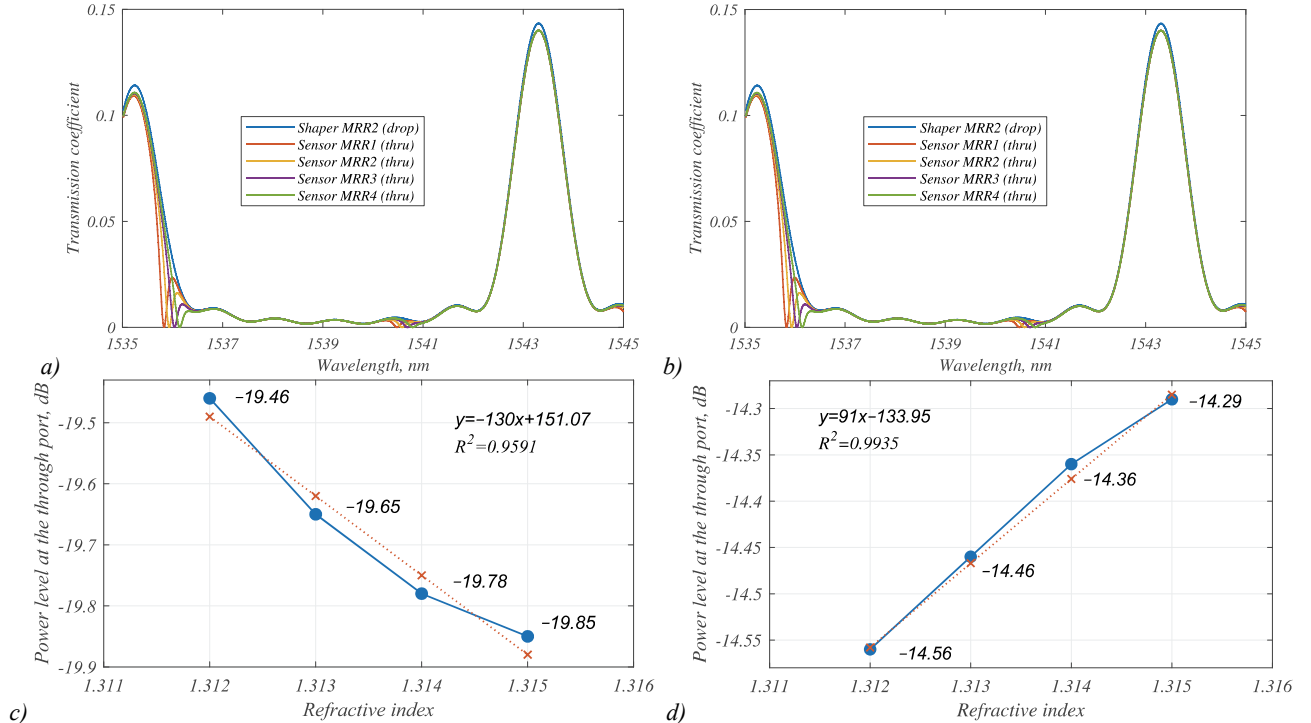 0.15
0.1
0.05
0
Transmission coefficient
Shaper MRR2 (drop)
Sensor MRR1 (thru)
Sensor MRR2 (thru)
Sensor MRR3 (thru)
Sensor MRR4 (thru)
1535 1537 1539 1541 1543 1545
Wavelength, nm
a)
0.15
0.1
0.05
0
Transmission coefficient
Shaper MRR2 (drop)
Sensor MRR1 (thru)
Sensor MRR2 (thru)
Sensor MRR3 (thru)
Sensor MRR4 (thru)
1535 1537 1539 1541 1543 1545
Wavelength, nm
b)
Power level at the through port, dB
-19.5
-19.6
-19.7
-19.8
-19.9
−19.46
y=−130x+151.07
R²=0.9591
−19.65
−19.78
−19.85
1.311 1.312 1.313 1.314 1.315 1.316
Refractive index
c)
Power level at the through port, dB
-14.3
-14.35
-14.4
-14.45
-14.5
-14.55
y=91x−133.95
R²=0.9935
−14.29
−14.36
−14.46
−14.56
1.311 1.312 1.313 1.314 1.315 1.316
Refractive index
d)